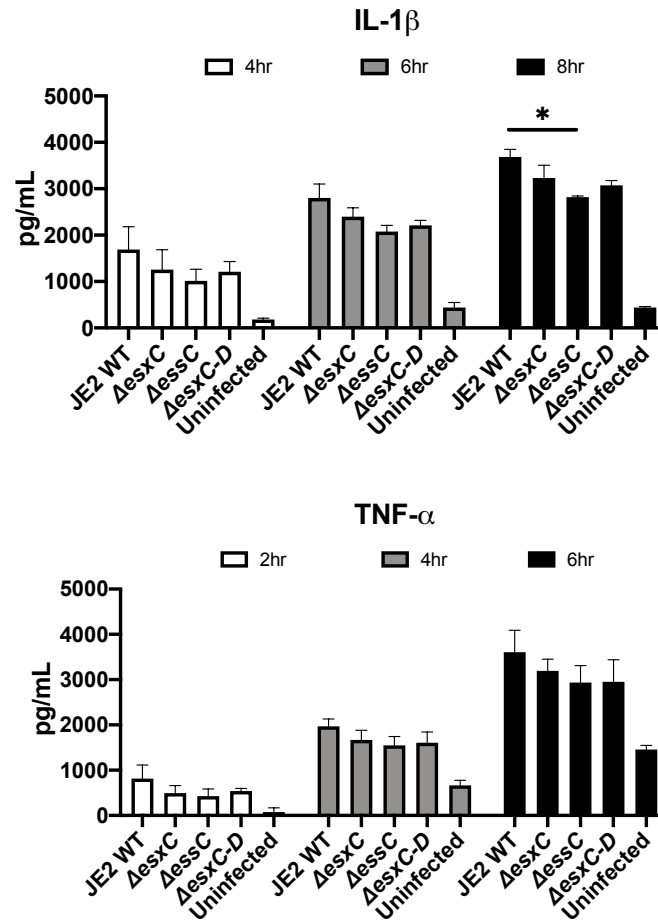 IL-1β
4hr 6hr 8hr
5000
4000
3000
2000
1000
0
pg/mL
*
JE2 WT ΔesxC ΔessC ΔesxC-D Uninfected JE2 WT ΔesxC ΔessC ΔesxC-D Uninfected JE2 WT ΔesxC ΔessC ΔesxC-D Uninfected
TNF-α
2hr 4hr 6hr
5000
4000
3000
2000
1000
0
pg/mL
JE2 WT ΔesxC ΔessC ΔesxC-D Uninfected JE2 WT ΔesxC ΔessC ΔesxC-D Uninfected JE2 WT ΔesxC ΔessC ΔesxC-D Uninfected